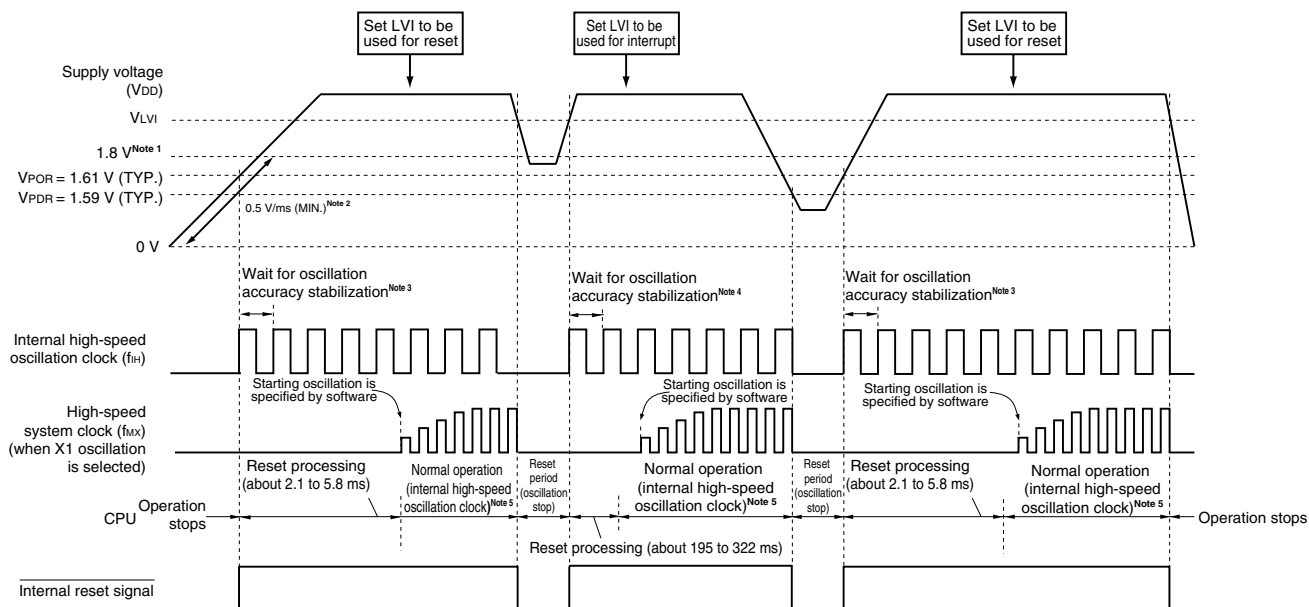 Set LVI to be
used for reset
Set LVI to be
used for interrupt
Set LVI to be
used for reset
Supply voltage
(VDD)
VLVI
1.8 V Note 1
VPOR = 1.61 V (TYP.)
VPDR = 1.59 V (TYP.)
0.5 V/ms (MIN.) Note 2
0 V
Wait for oscillation
accuracy stabilization Note 3
Wait for oscillation
accuracy stabilization Note 4
Wait for oscillation
accuracy stabilization Note 3
Internal high-speed
oscillation clock (fIH)
Starting oscillation is
specified by software
Starting oscillation is
specified by software
Starting oscillation is
specified by software
High-speed
system clock (fMX)
(when X1 oscillation
is selected)
Reset processing
(about 2.1 to 5.8 ms)
Normal operation
(internal high-speed
oscillation clock) Note 5
Reset
period
(oscillation
stop)
Normal operation
(internal high-speed
oscillation clock) Note 5
Reset
period
(oscillation
stop)
Reset processing
(about 2.1 to 5.8 ms)
Normal operation
(internal high-speed
oscillation clock) Note 5
CPU
Operation
stops
Operation stops
Reset processing (about 195 to 322 ms)
Internal reset signal